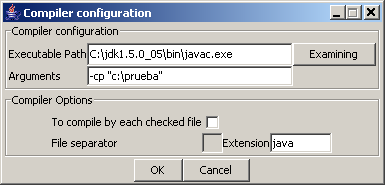 Compiler configuration
Compiler configuration
Executable Path C:\jdk1.5.0_05\bin\javac.exe Examining
Arguments -cp "c:\prueba"
Compiler Options
To compile by each checked file
File separator Extension java
OK Cancel